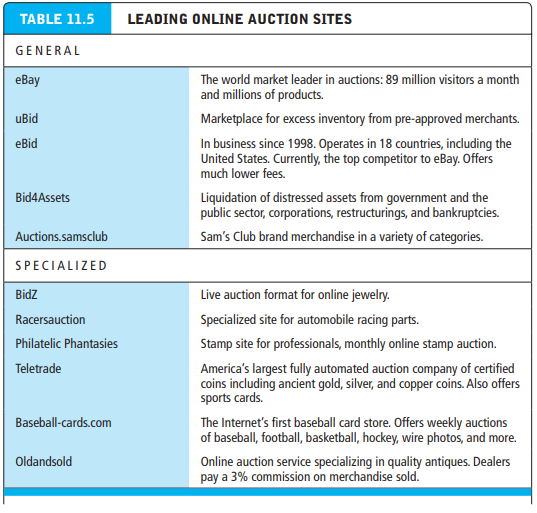 TABLE 11.5 LEADING ONLINE AUCTION SITES
GENERAL
eBay The world market leader in auctions: 89 million visitors a month
and millions of products.
uBid Marketplace for excess inventory from pre-approved merchants.
eBid In business since 1998. Operates in 18 countries, including the
United States. Currently, the top competitor to eBay. Offers
much lower fees.
Bid4Assets Liquidation of distressed assets from government and the
public sector, corporations, restructurings, and bankruptcies.
Auctions.samsclub Sam's Club brand merchandise in a variety of categories.
SPECIALIZED
BidZ Live auction format for online jewelry.
Racersauction Specialized site for automobile racing parts.
Philatelic Phantasies Stamp site for professionals, monthly online stamp auction.
Teletrade America's largest fully automated auction company of certified
coins including ancient gold, silver, and copper coins. Also offers
sports cards.
Baseball-cards.com The Internet's first baseball card store. Offers weekly auctions
of baseball, football, basketball, hockey, wire photos, and more.
Oldandsold Online auction service specializing in quality antiques. Dealers
pay a 3% commission on merchandise sold.